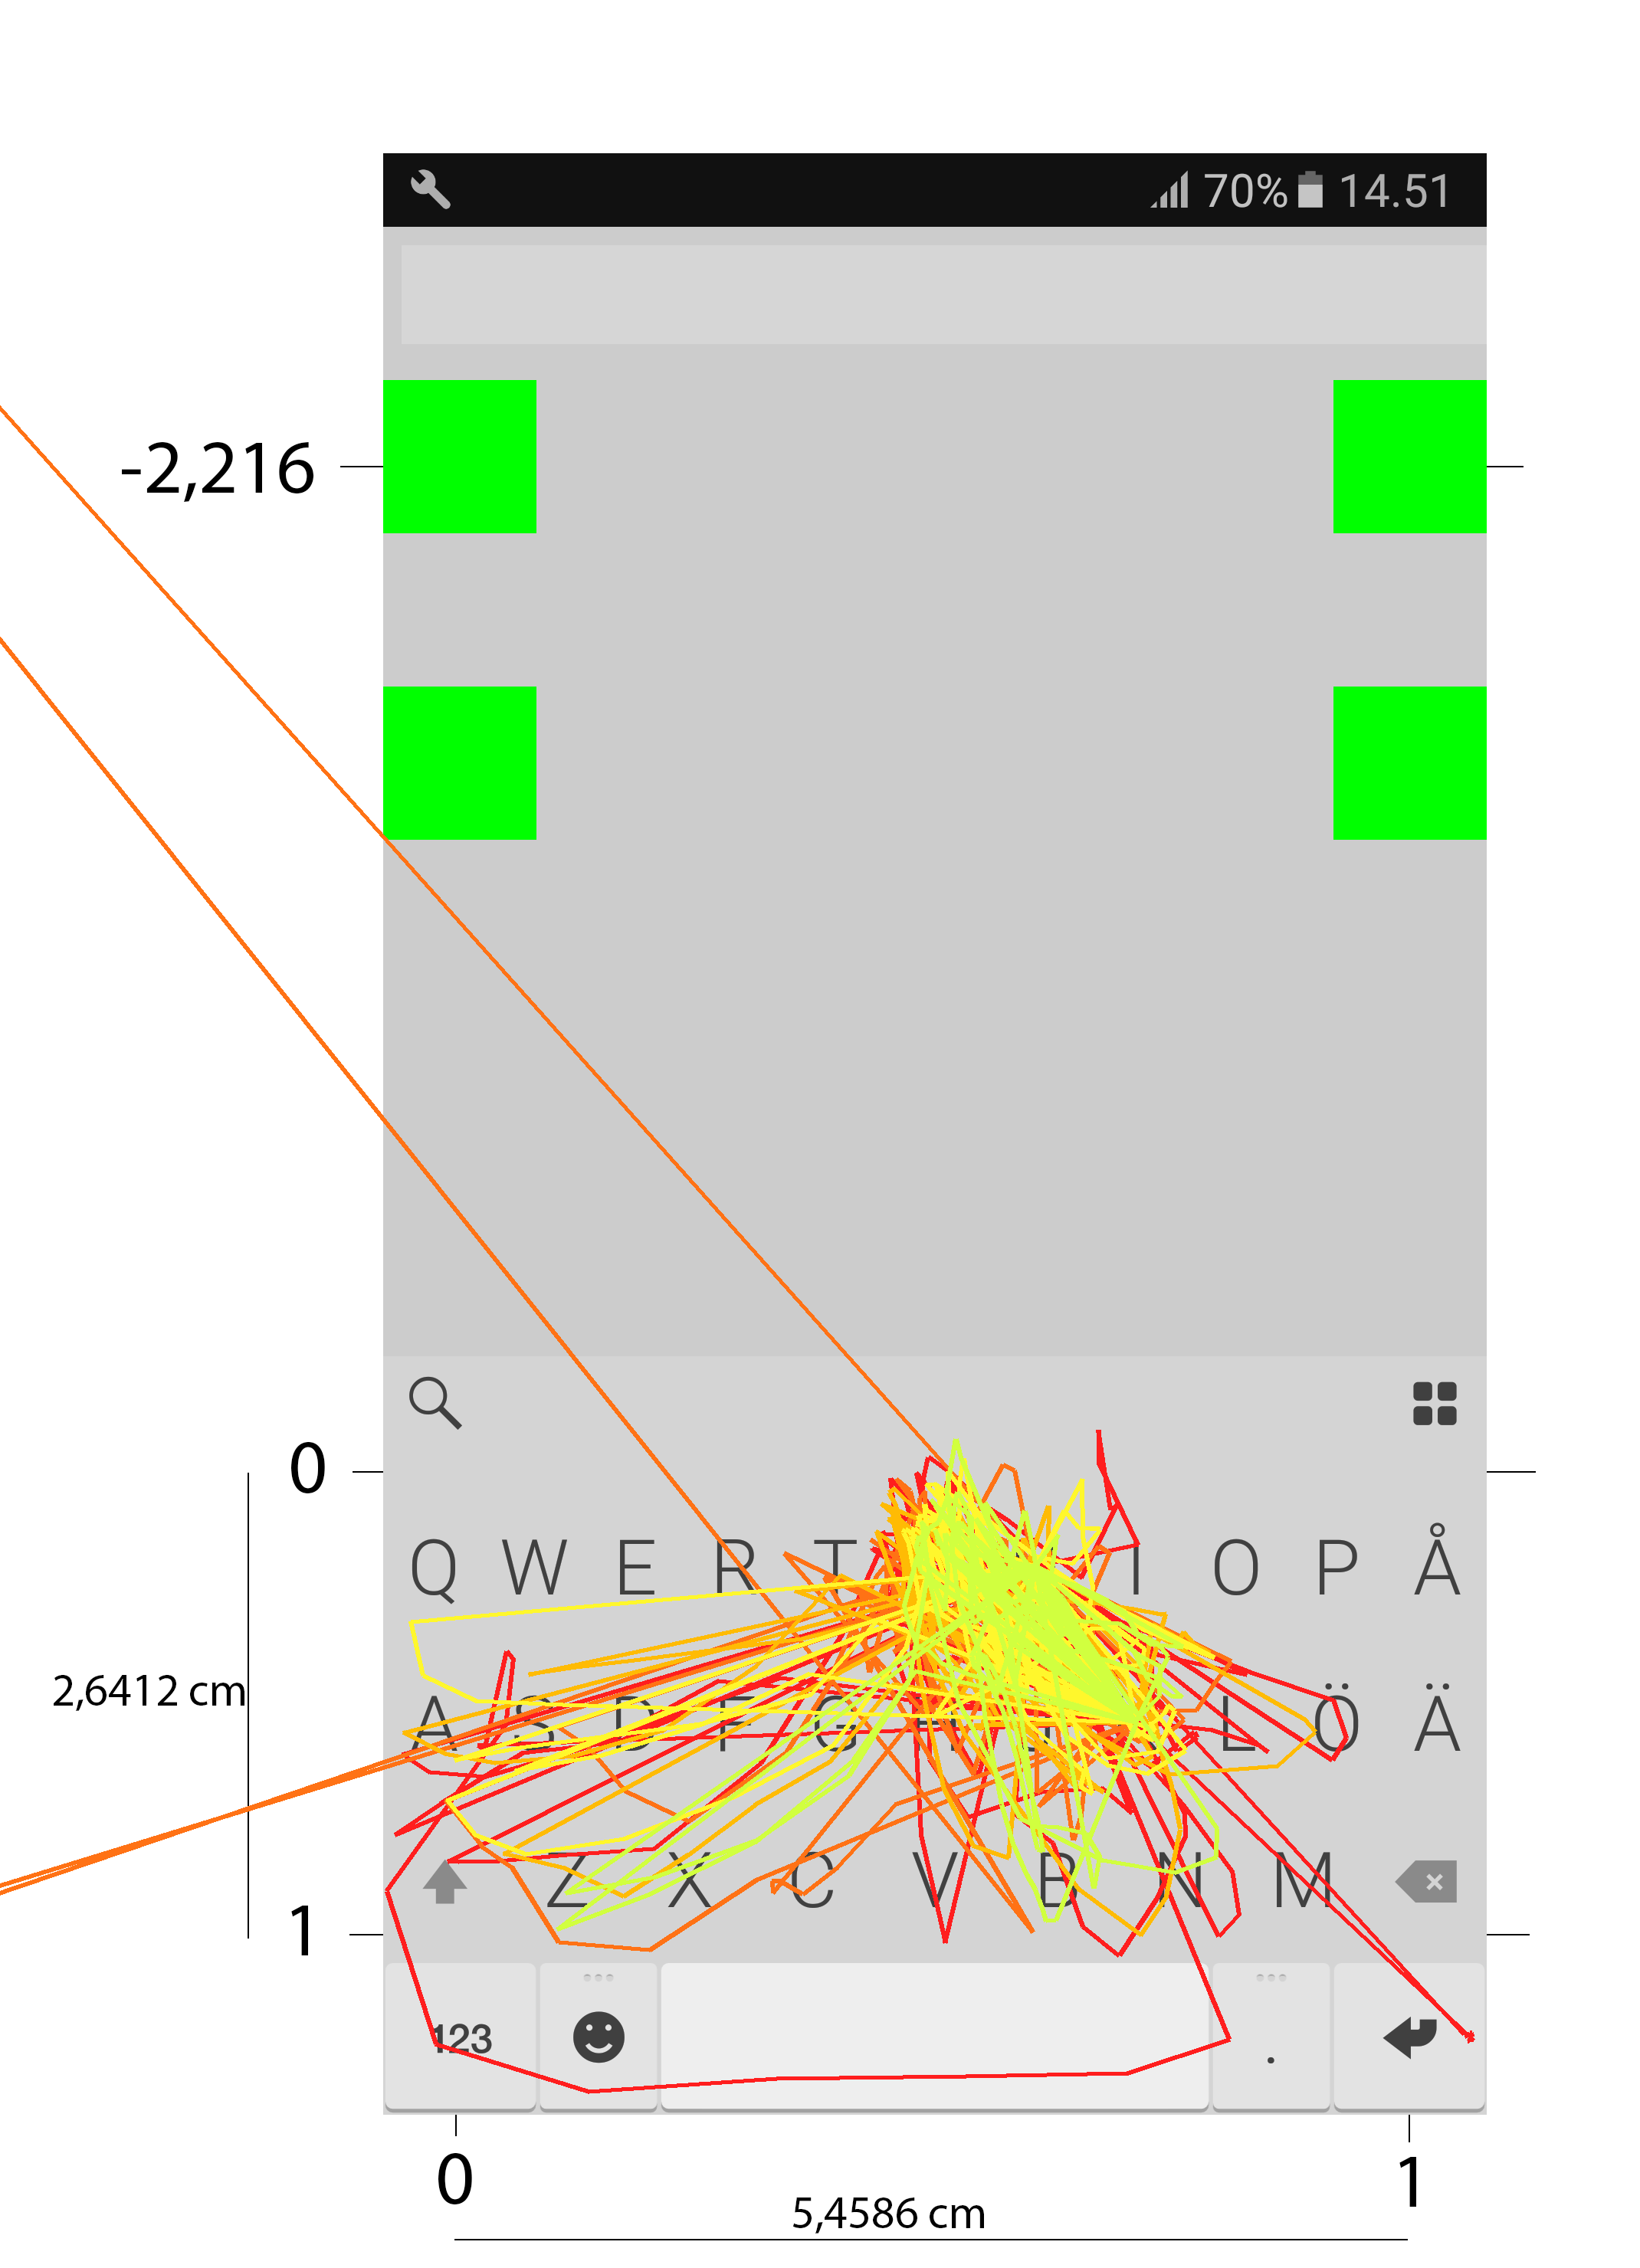 70% 14.51
-2,216
0
Q W E R T I O P Å
2,6412 cm
A S D F G H L Ö Ä
Z X C V B N M
1
123 .
0 1
5,4586 cm